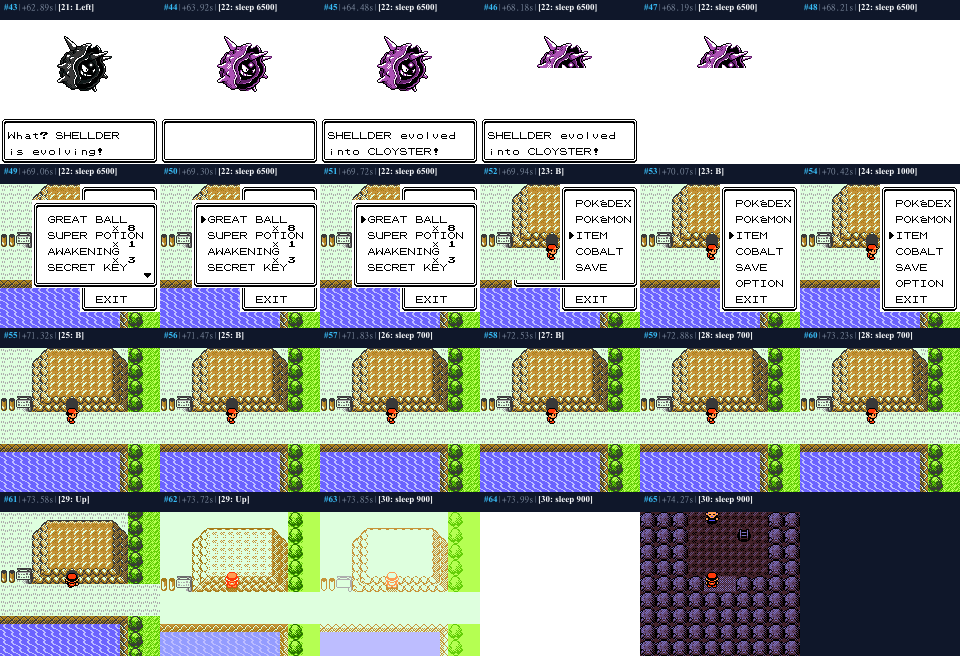 #43|+62.89s|[21: Left]
#44|+63.92s|[22: sleep 6500]
#45|+64.48s|[22: sleep 6500]
#46|+68.18s|[22: sleep 6500]
#47|+68.19s|[22: sleep 6500]
#48|+68.21s|[22: sleep 6500]
What? SHELLDER
is evolving!
SHELLDER evolved
into CLOYSTER!
SHELLDER evolved
into CLOYSTER!
#49|+69.06s|[22: sleep 6500]
#50|+69.30s|[22: sleep 6500]
#51|+69.72s|[22: sleep 6500]
#52|+69.94s|[23: B]
#53|+70.07s|[23: B]
#54|+70.42s|[24: sleep 1000]
GREAT BALL
× 8
SUPER POTION
× 1
AWAKENING
× 3
SECRET KEY
EXIT
GREAT BALL
× 8
SUPER POTION
× 1
AWAKENING
× 3
SECRET KEY
EXIT
GREAT BALL
× 8
SUPER POTION
× 1
AWAKENING
× 3
SECRET KEY
EXIT
POKéDEX
POKéMON
ITEM
COBALT
SAVE
EXIT
POKéDEX
POKéMON
ITEM
COBALT
SAVE
OPTION
EXIT
POKéDEX
POKéMON
ITEM
COBALT
SAVE
OPTION
EXIT
#55|+71.32s|[25: B]
#56|+71.47s|[25: B]
#57|+71.83s|[26: sleep 700]
#58|+72.53s|[27: B]
#59|+72.88s|[28: sleep 700]
#60|+73.23s|[28: sleep 700]
#61|+73.58s|[29: Up]
#62|+73.72s|[29: Up]
#63|+73.85s|[30: sleep 900]
#64|+73.99s|[30: sleep 900]
#65|+74.27s|[30: sleep 900]